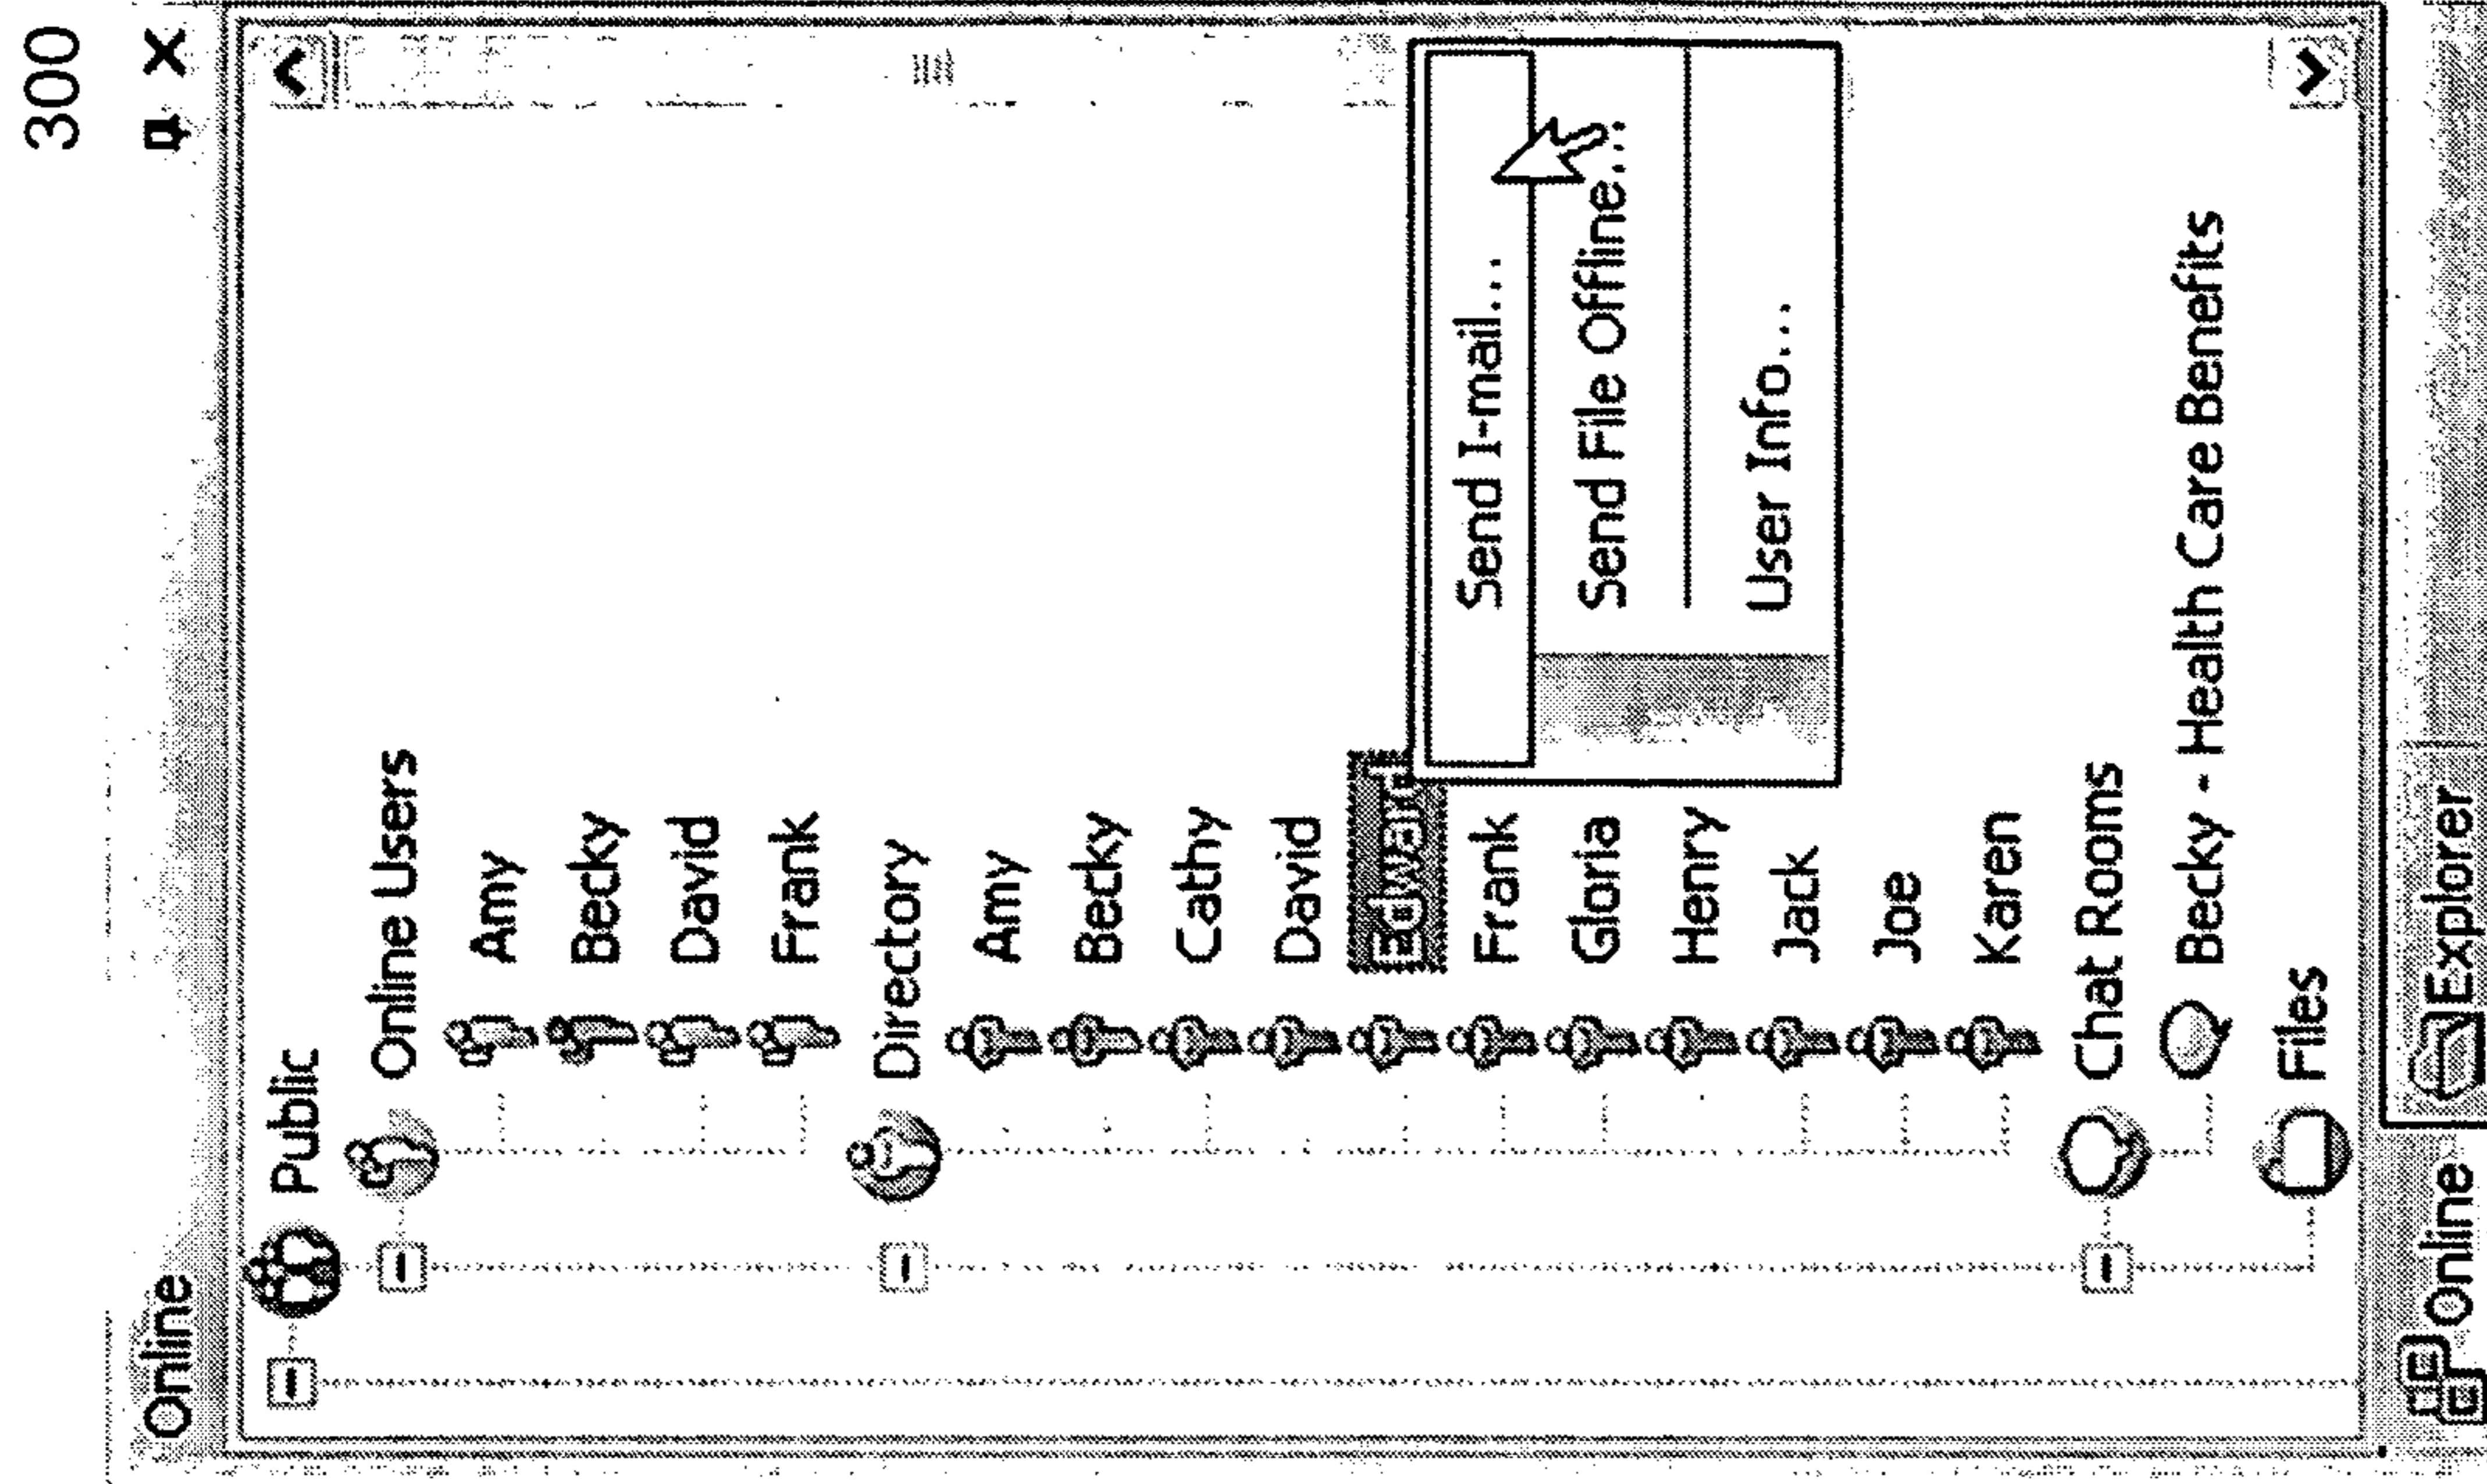 300
Online
Public
Online Users
Amy
Becky
David
Frank
Directory
Amy
Becky
Cathy
David
Edward
Send I-mail...
Frank
Send File Offline...
Gloria
Henry
User Info...
Jack
Joe
Karen
Chat Rooms
Becky - Health Care Benefits
Files
Online Explorer